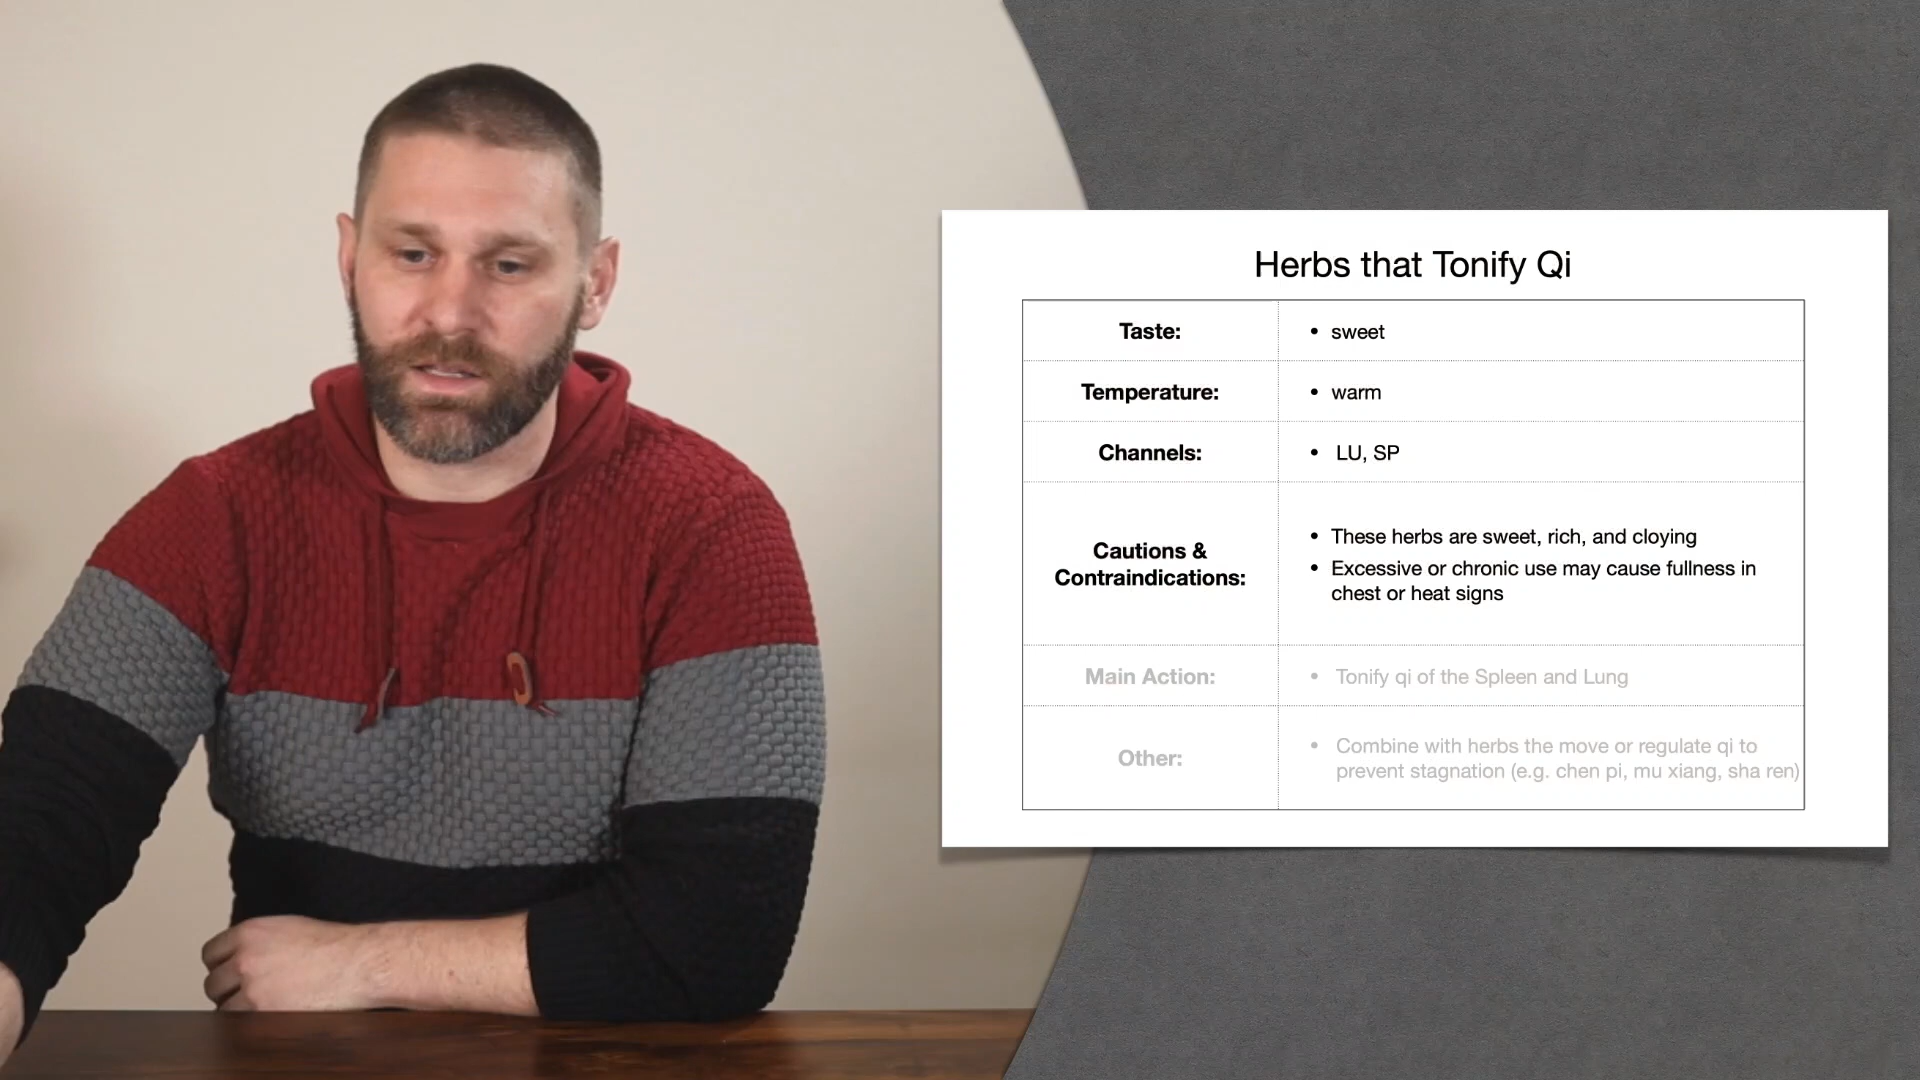 Herbs that Tonify Qi
Taste:
• sweet
Temperature:
• warm
Channels:
• LU, SP
Cautions &
Contraindications:
• These herbs are sweet, rich, and cloying
• Excessive or chronic use may cause fullness in
chest or heat signs
Main Action:
• Tonify qi of the Spleen and Lung
Other:
• Combine with herbs the move or regulate qi to
prevent stagnation (e.g. chen pi, mu xiang, sha ren)